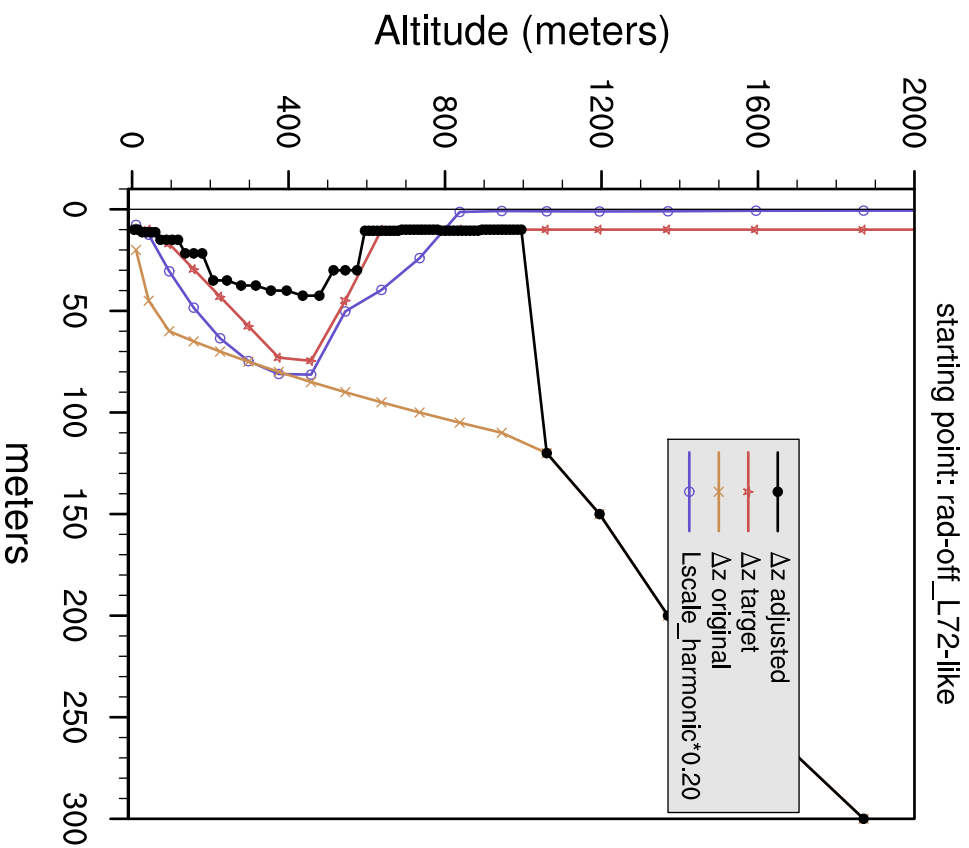 starting point: rad-off_L72-like
Altitude (meters)
2000
1600
1200
800
400
0
0
50
100
150
200
250
300
meters
Δz adjusted
Δz target
Δz original
Lscale_harmonic*0.20